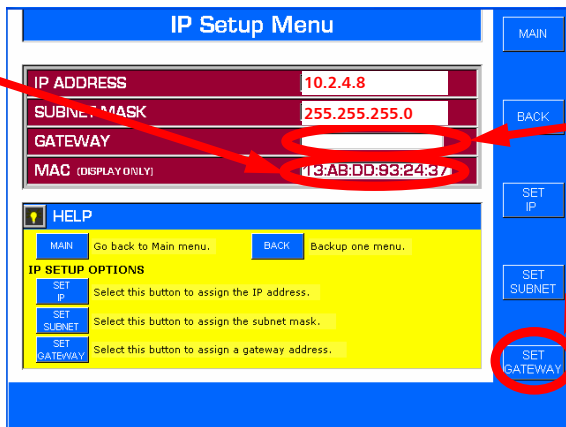 IP Setup Menu
MAIN
IP ADDRESS 10.2.4.8
SUBNET MASK 255.255.255.0
BACK
GATEWAY
MAC (DISPLAY ONLY) 13:AB:DD:93:24:37
SET
IP
HELP
MAIN Go back to Main menu. BACK Backup one menu.
IP SETUP OPTIONS
SET
IP
Select this button to assign the IP address.
SET
SUBNET
SET
SUBNET
Select this button to assign the subnet mask.
SET
GATEWAY
Select this button to assign a gateway address.
SET
GATEWAY